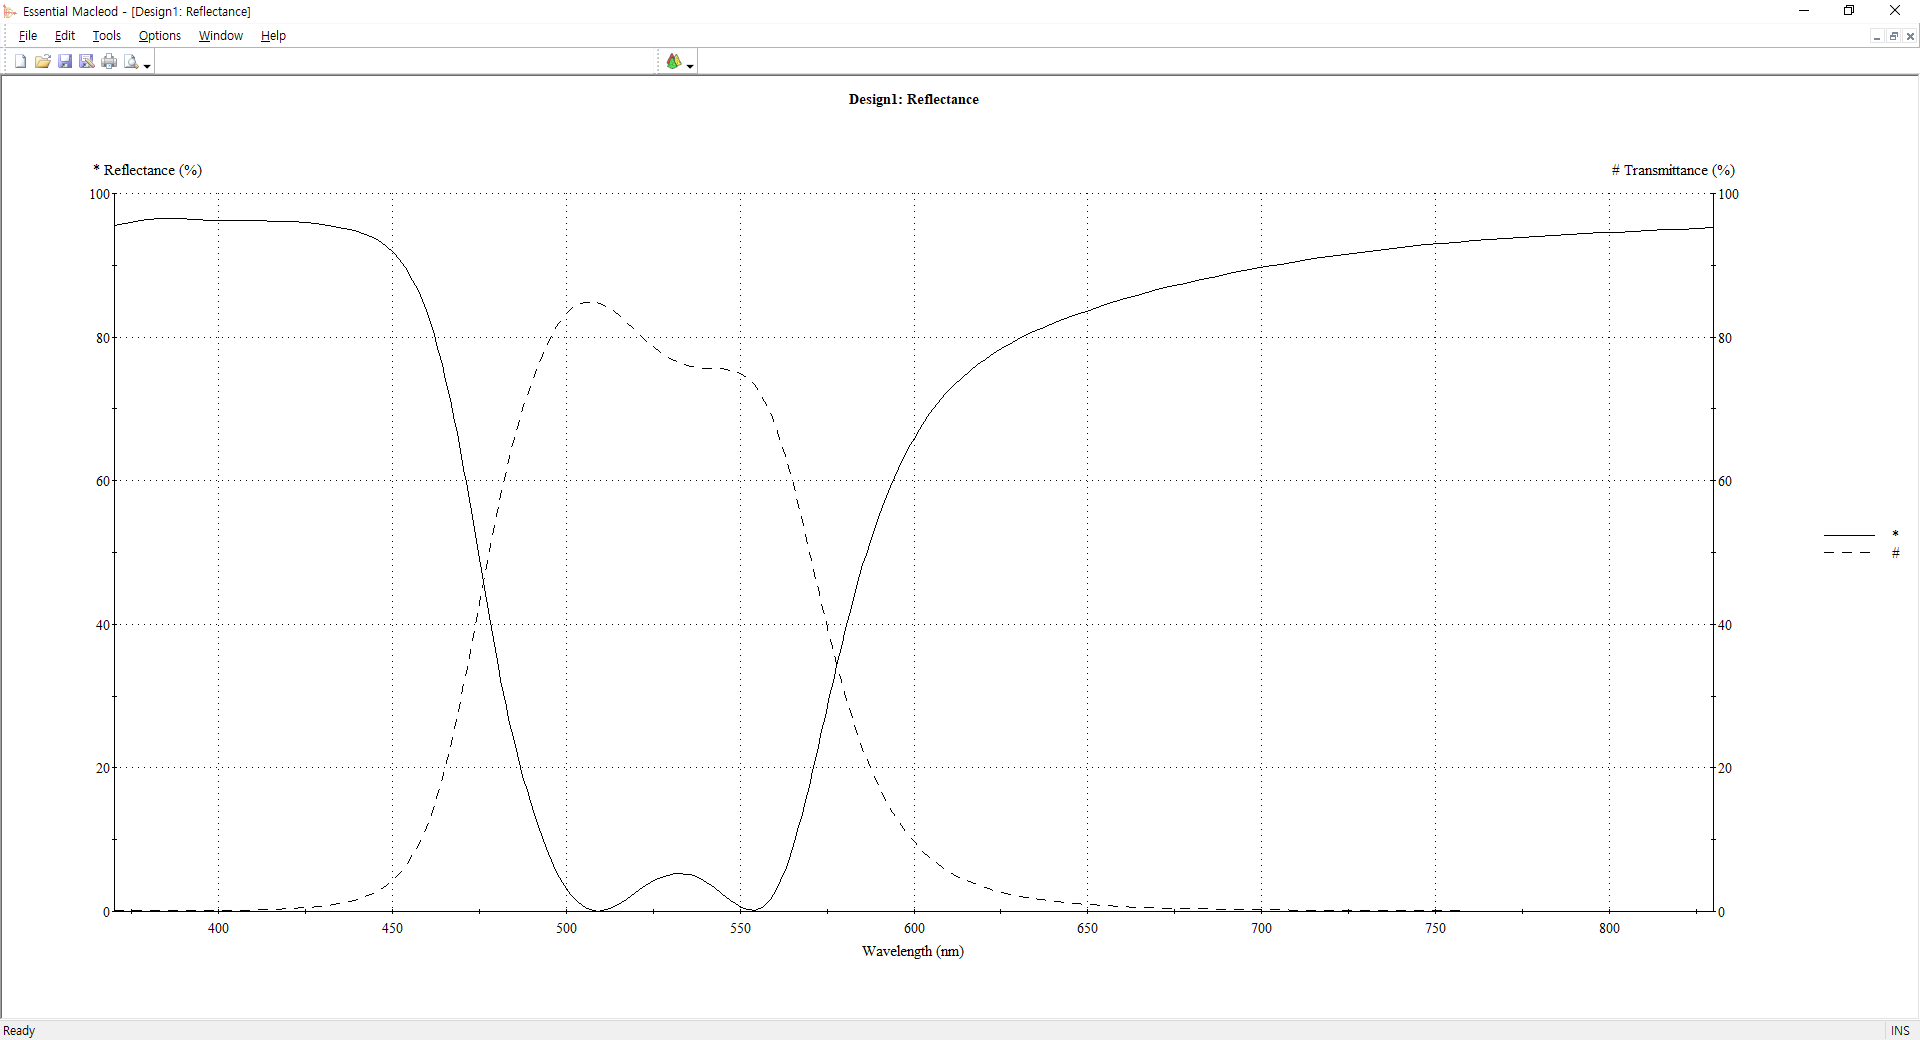 Essential Macleod - [Design1: Reflectance]
File Edit Tools Options Window Help
Design1: Reflectance
* Reflectance (%)
# Transmittance (%)
100
80
60
40
20
0
100
80
60
40
20
0
400 450 500 550 600 650 700 750 800
Wavelength (nm)
*
#
Ready
INS